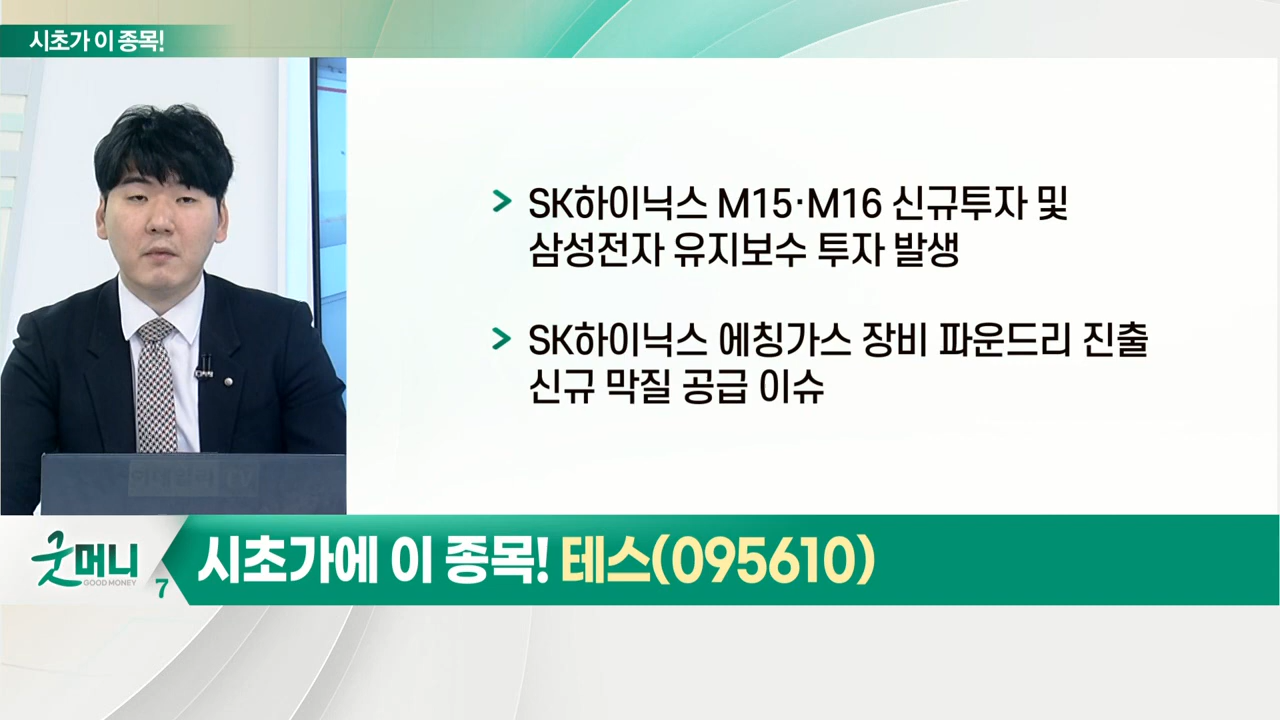 시초가 이 종목!
> SK하이닉스 M15·M16 신규투자 및
삼성전자 유지보수 투자 발생
> SK하이닉스 에칭가스 장비 파운드리 진출
신규 막질 공급 이슈
굿머니
GOOD MONEY
7
시초가에 이 종목! 테스(095610)